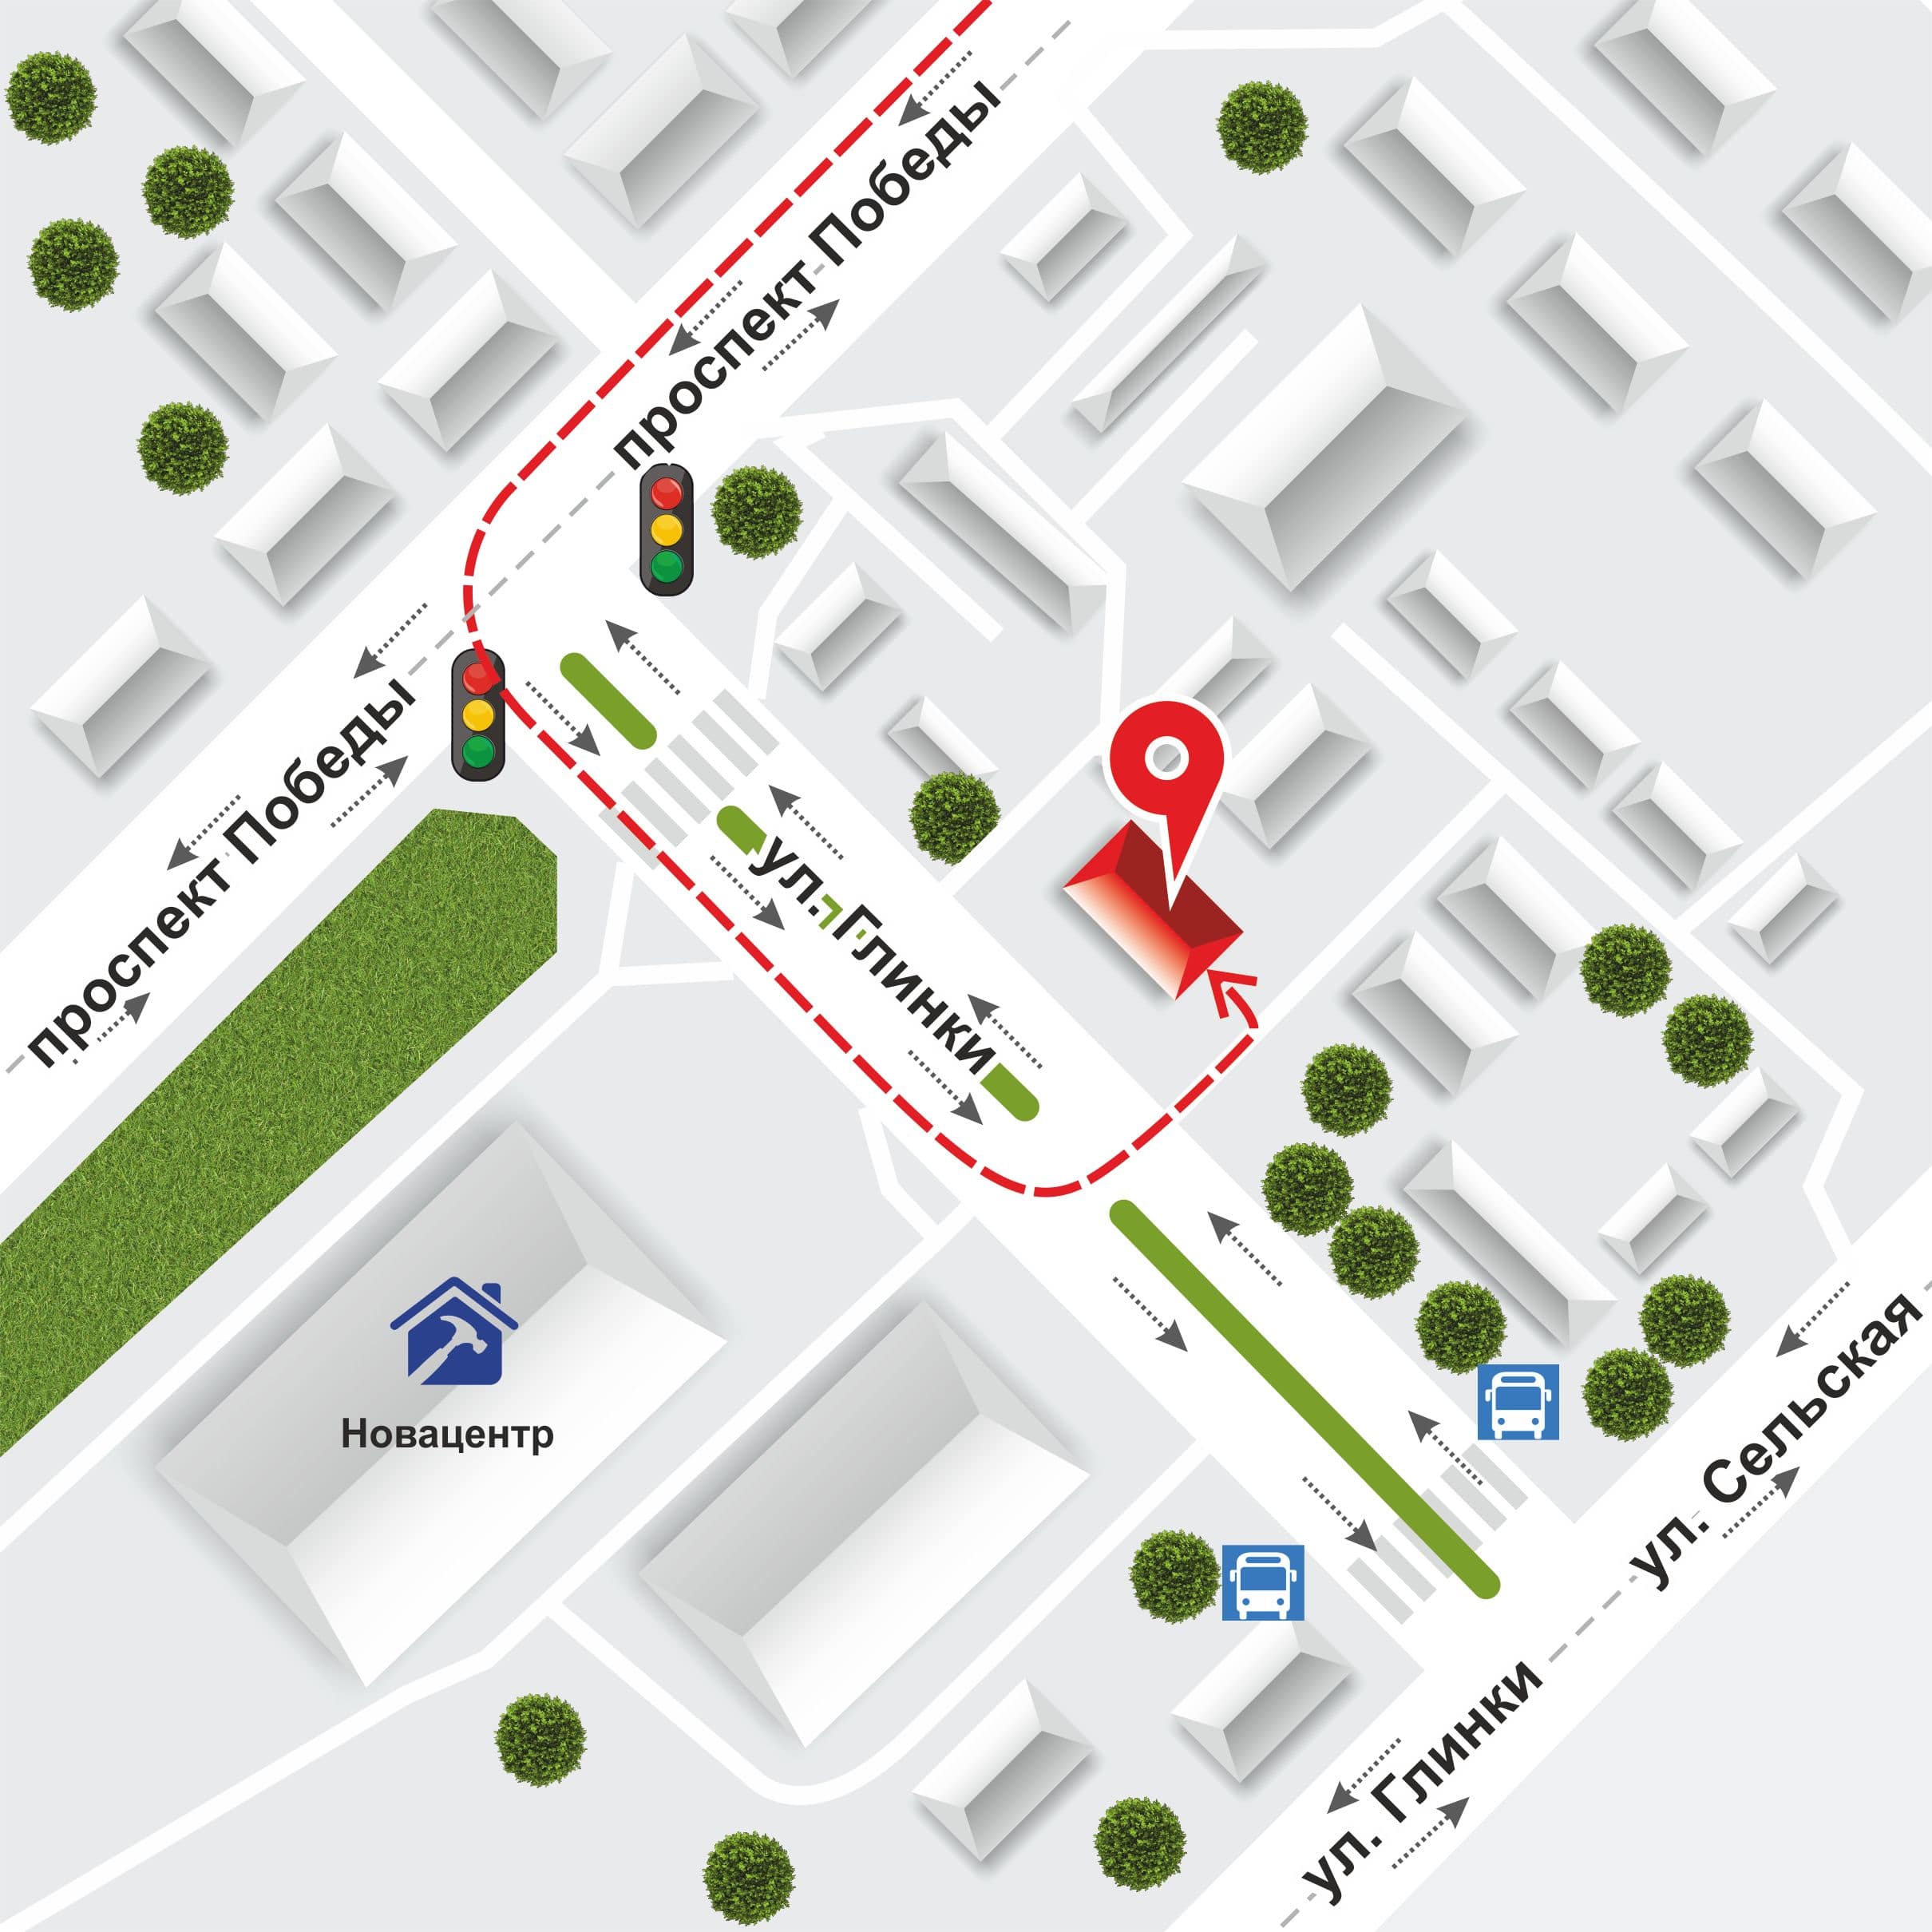 проспект Победы
проспект Победы
ул. Глинки
Новацентр
ул. Сельская
ул. Глинки